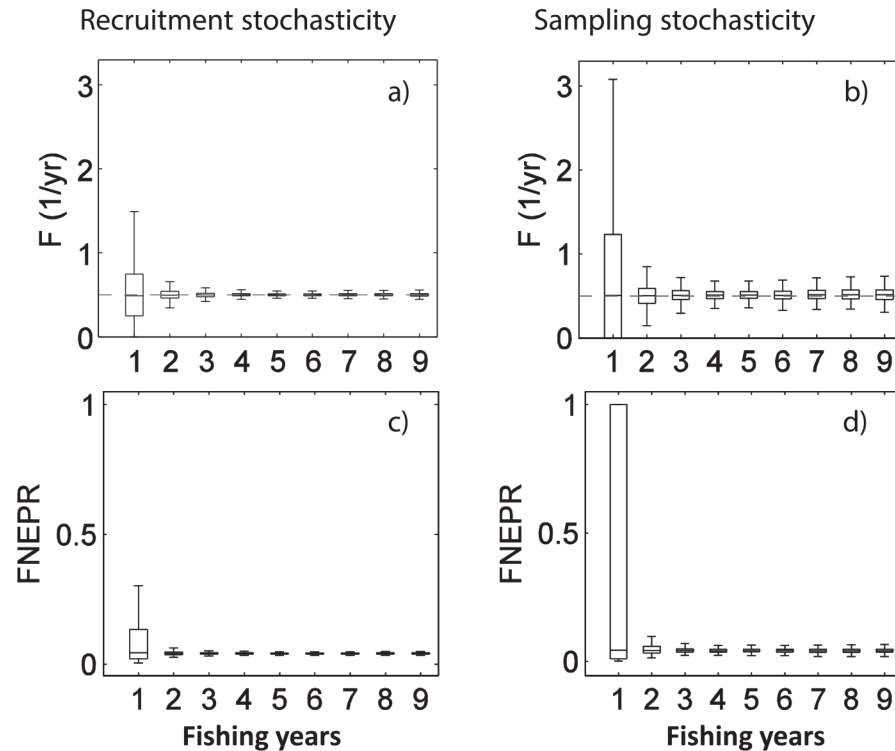 Recruitment stochasticity
Sampling stochasticity
a)
3
2
1
0
F (1/yr)
1 2 3 4 5 6 7 8 9
b)
3
2
1
0
F (1/yr)
1 2 3 4 5 6 7 8 9
c)
1
0.5
0
FNEPR
1 2 3 4 5 6 7 8 9
Fishing years
d)
1
0.5
0
FNEPR
1 2 3 4 5 6 7 8 9
Fishing years